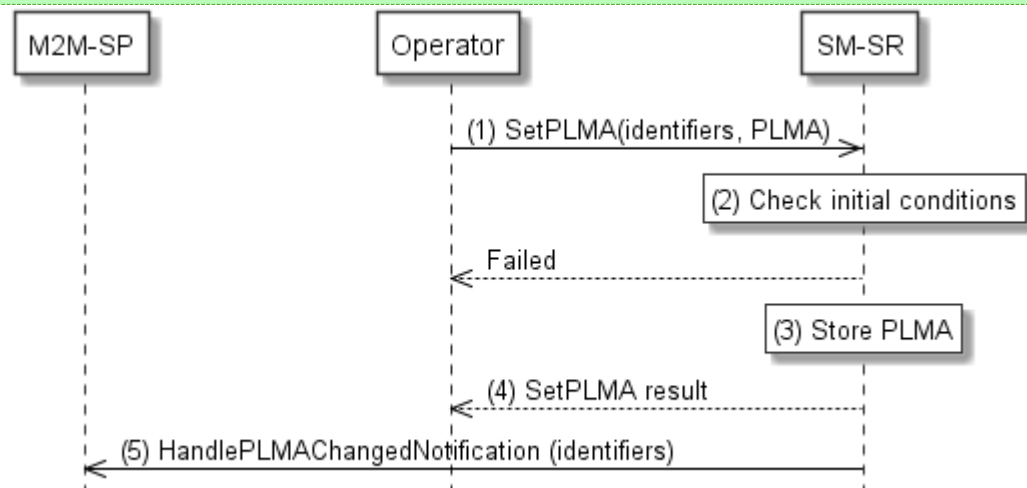 M2M-SP
Operator
SM-SR
(1) SetPLMA(identifiers, PLMA)
(2) Check initial conditions
Failed
(3) Store PLMA
(4) SetPLMA result
(5) HandlePLMAChangedNotification (identifiers)